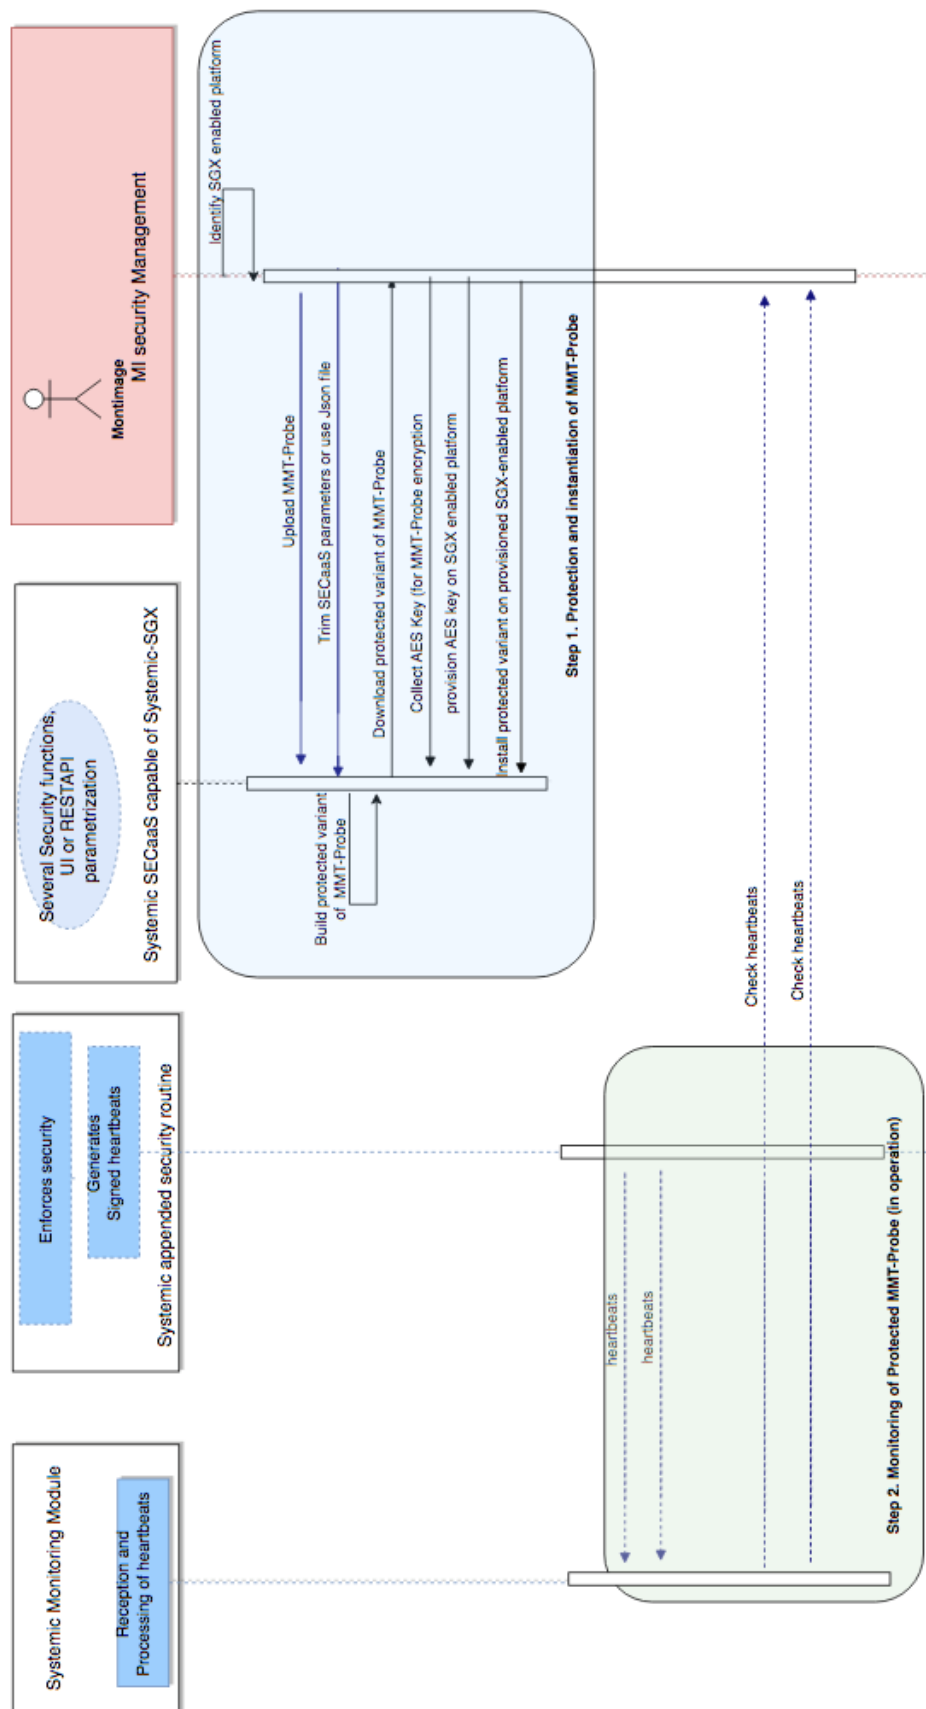 Montimage
MI security Management
Several Security functions,
UI or RESTAPI
parametrization
Systemic SECaaS capable of Systemic-SGX
Enforces security
Generates
Signed heartbeats
Systemic appended security routine
Systemic Monitoring Module
Reception and
Processing of heartbeats
Identify SGX enabled platform
Upload MMT-Probe
Trim SECaaS parameters or use Json file
Build protected variant
of MMT-Probe
Download protected variant of MMT-Probe
Collect AES Key (for MMT-Probe encryption
provision AES key on SGX enabled platform
Install protected variant on provisioned SGX-enabled platform
Step 1. Protection and instantiation of MMT-Probe
heartbeats
heartbeats
Check heartbeats
Check heartbeats
Step 2. Monitoring of Protected MMT-Probe (in operation)